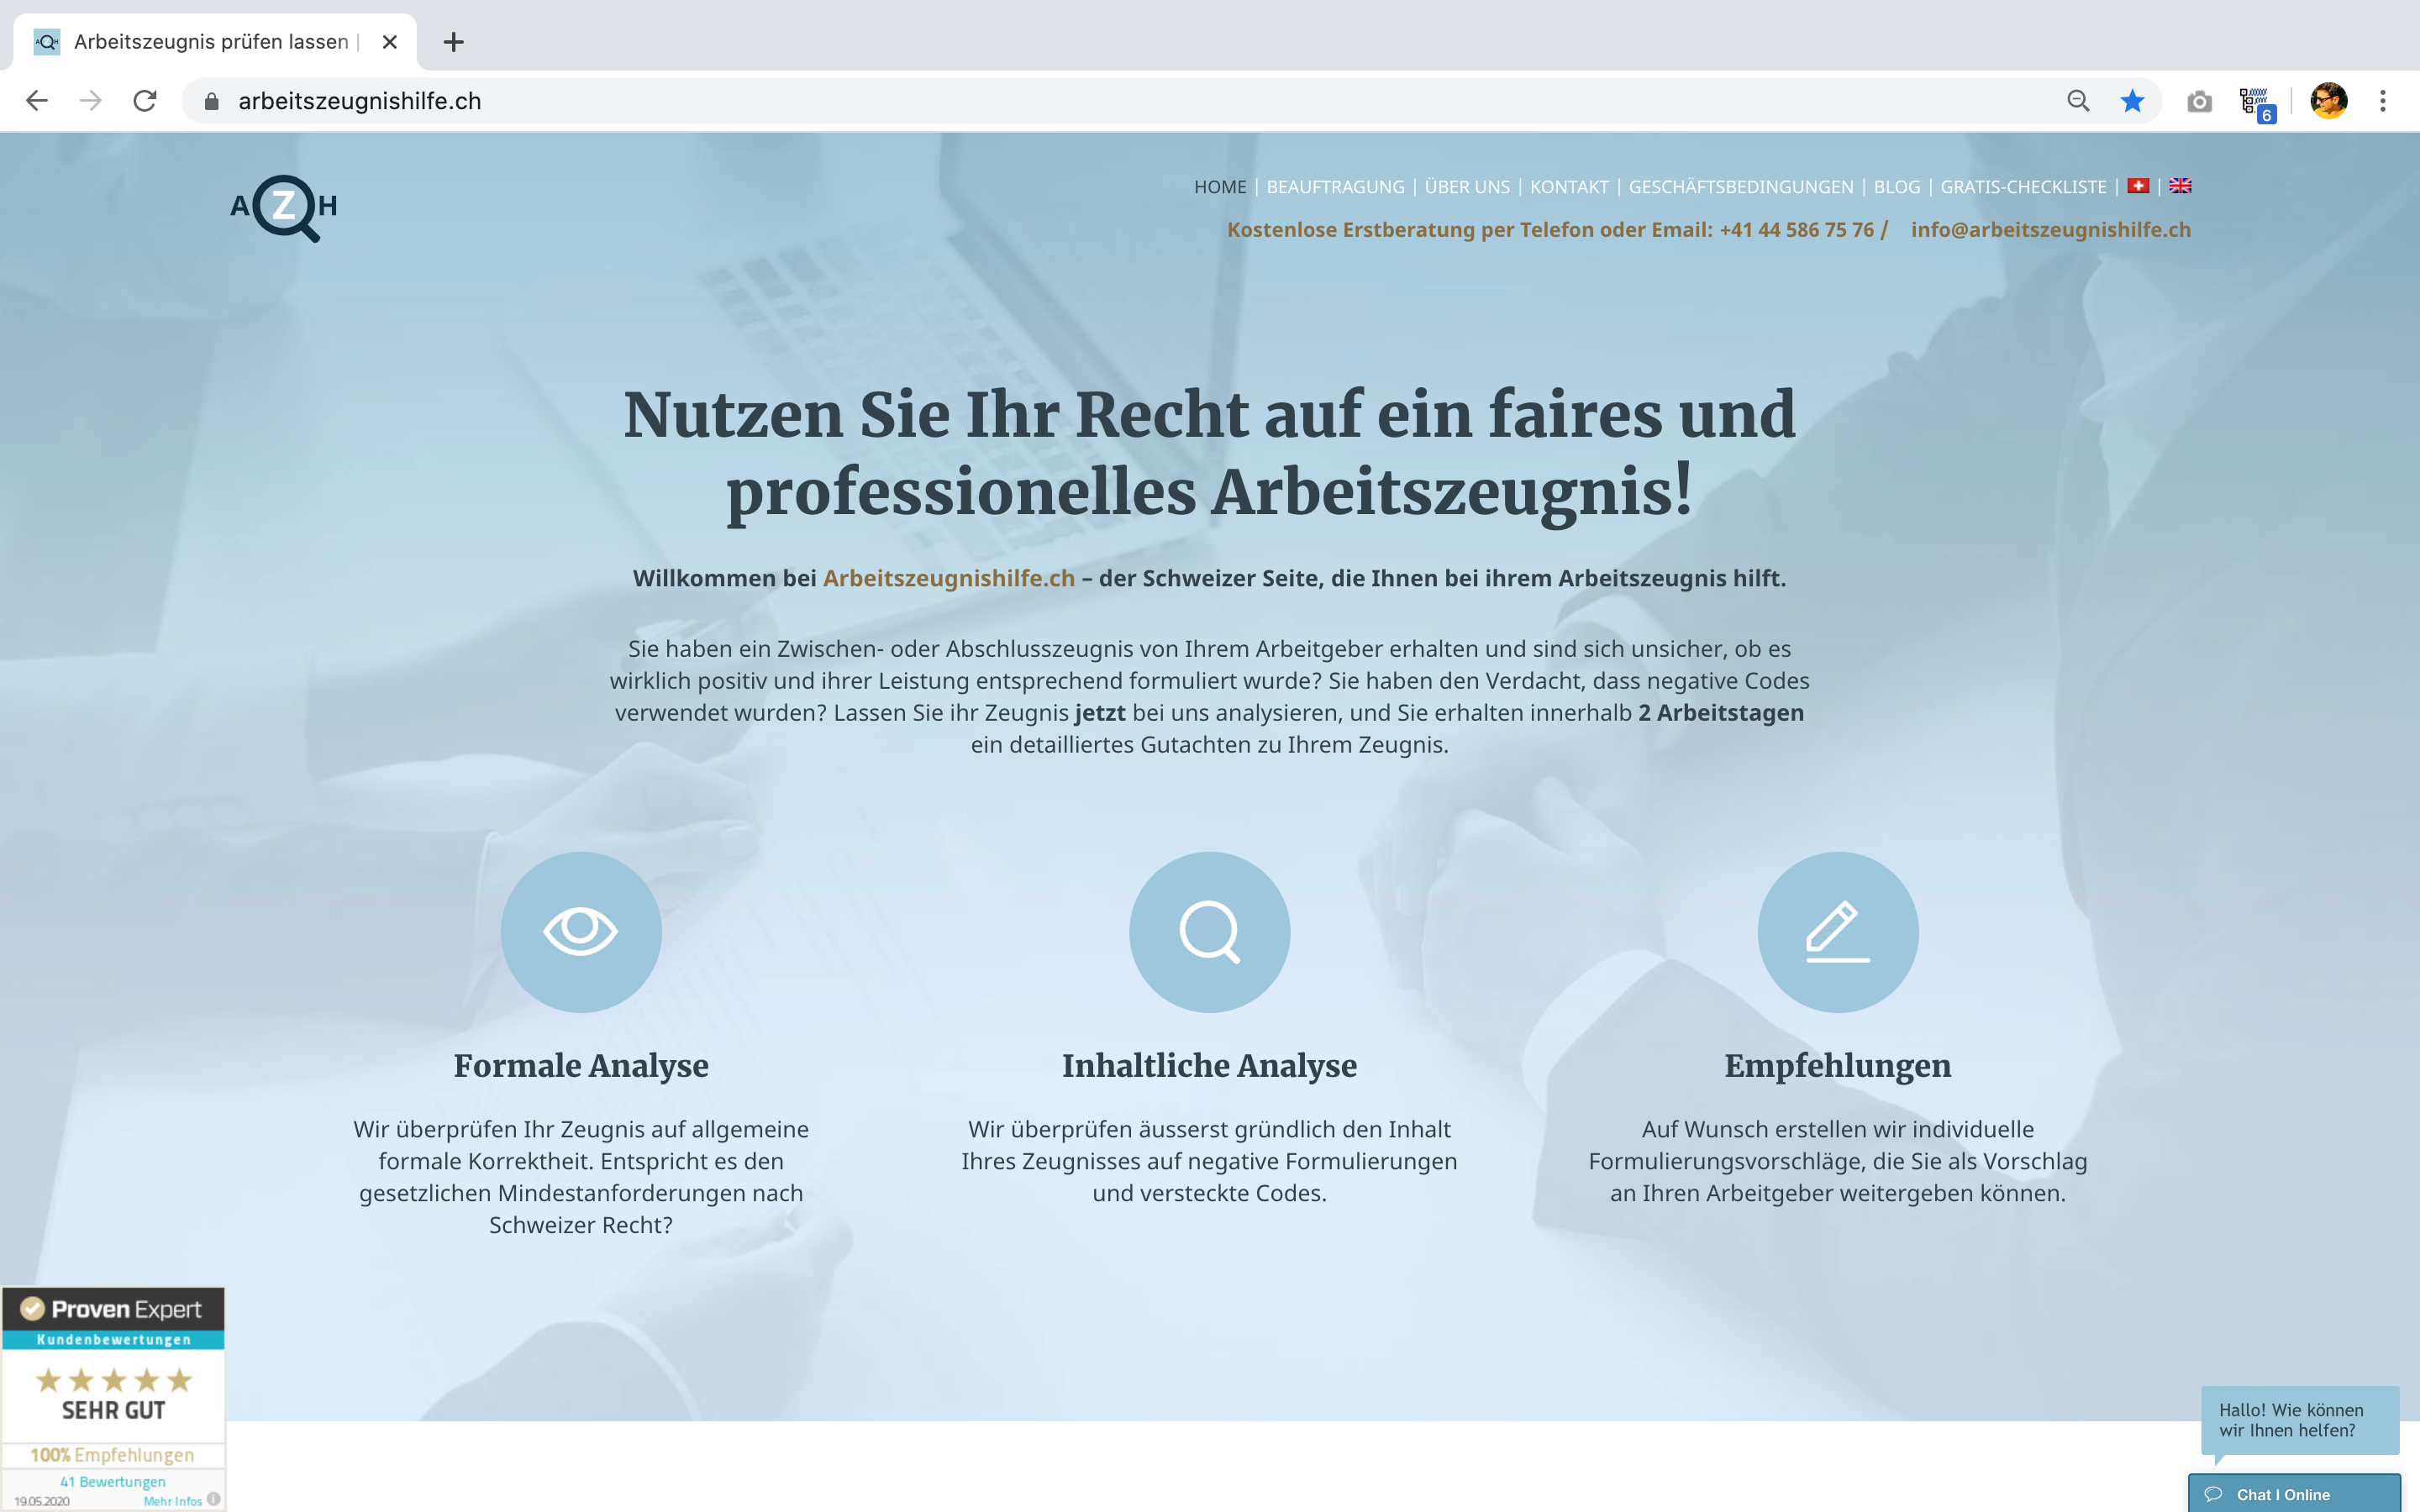 Arbeitszeugnis prüfen lassen |
arbeitszeugnishilfe.ch
6
A Z H
HOME | BEAUFTRAGUNG | ÜBER UNS | KONTAKT | GESCHÄFTSBEDINGUNGEN | BLOG | GRATIS-CHECKLISTE | |
Kostenlose Erstberatung per Telefon oder Email: +41 44 586 75 76 / info@arbeitszeugnishilfe.ch
Nutzen Sie Ihr Recht auf ein faires und
professionelles Arbeitszeugnis!
Willkommen bei Arbeitszeugnishilfe.ch – der Schweizer Seite, die Ihnen bei ihrem Arbeitszeugnis hilft.
Sie haben ein Zwischen- oder Abschlusszeugnis von Ihrem Arbeitgeber erhalten und sind sich unsicher, ob es
wirklich positiv und ihrer Leistung entsprechend formuliert wurde? Sie haben den Verdacht, dass negative Codes
verwendet wurden? Lassen Sie ihr Zeugnis jetzt bei uns analysieren, und Sie erhalten innerhalb 2 Arbeitstagen
ein detailliertes Gutachten zu Ihrem Zeugnis.
Formale Analyse
Wir überprüfen Ihr Zeugnis auf allgemeine
formale Korrektheit. Entspricht es den
gesetzlichen Mindestanforderungen nach
Schweizer Recht?
Inhaltliche Analyse
Wir überprüfen äusserst gründlich den Inhalt
Ihres Zeugnisses auf negative Formulierungen
und versteckte Codes.
Empfehlungen
Auf Wunsch erstellen wir individuelle
Formulierungsvorschläge, die Sie als Vorschlag
an Ihren Arbeitgeber weitergeben können.
Proven Expert
Kundenbewertungen
SEHR GUT
100% Empfehlungen
41 Bewertungen
19.05.2020 Mehr Infos i
Hallo! Wie können
wir Ihnen helfen?
Chat I Online